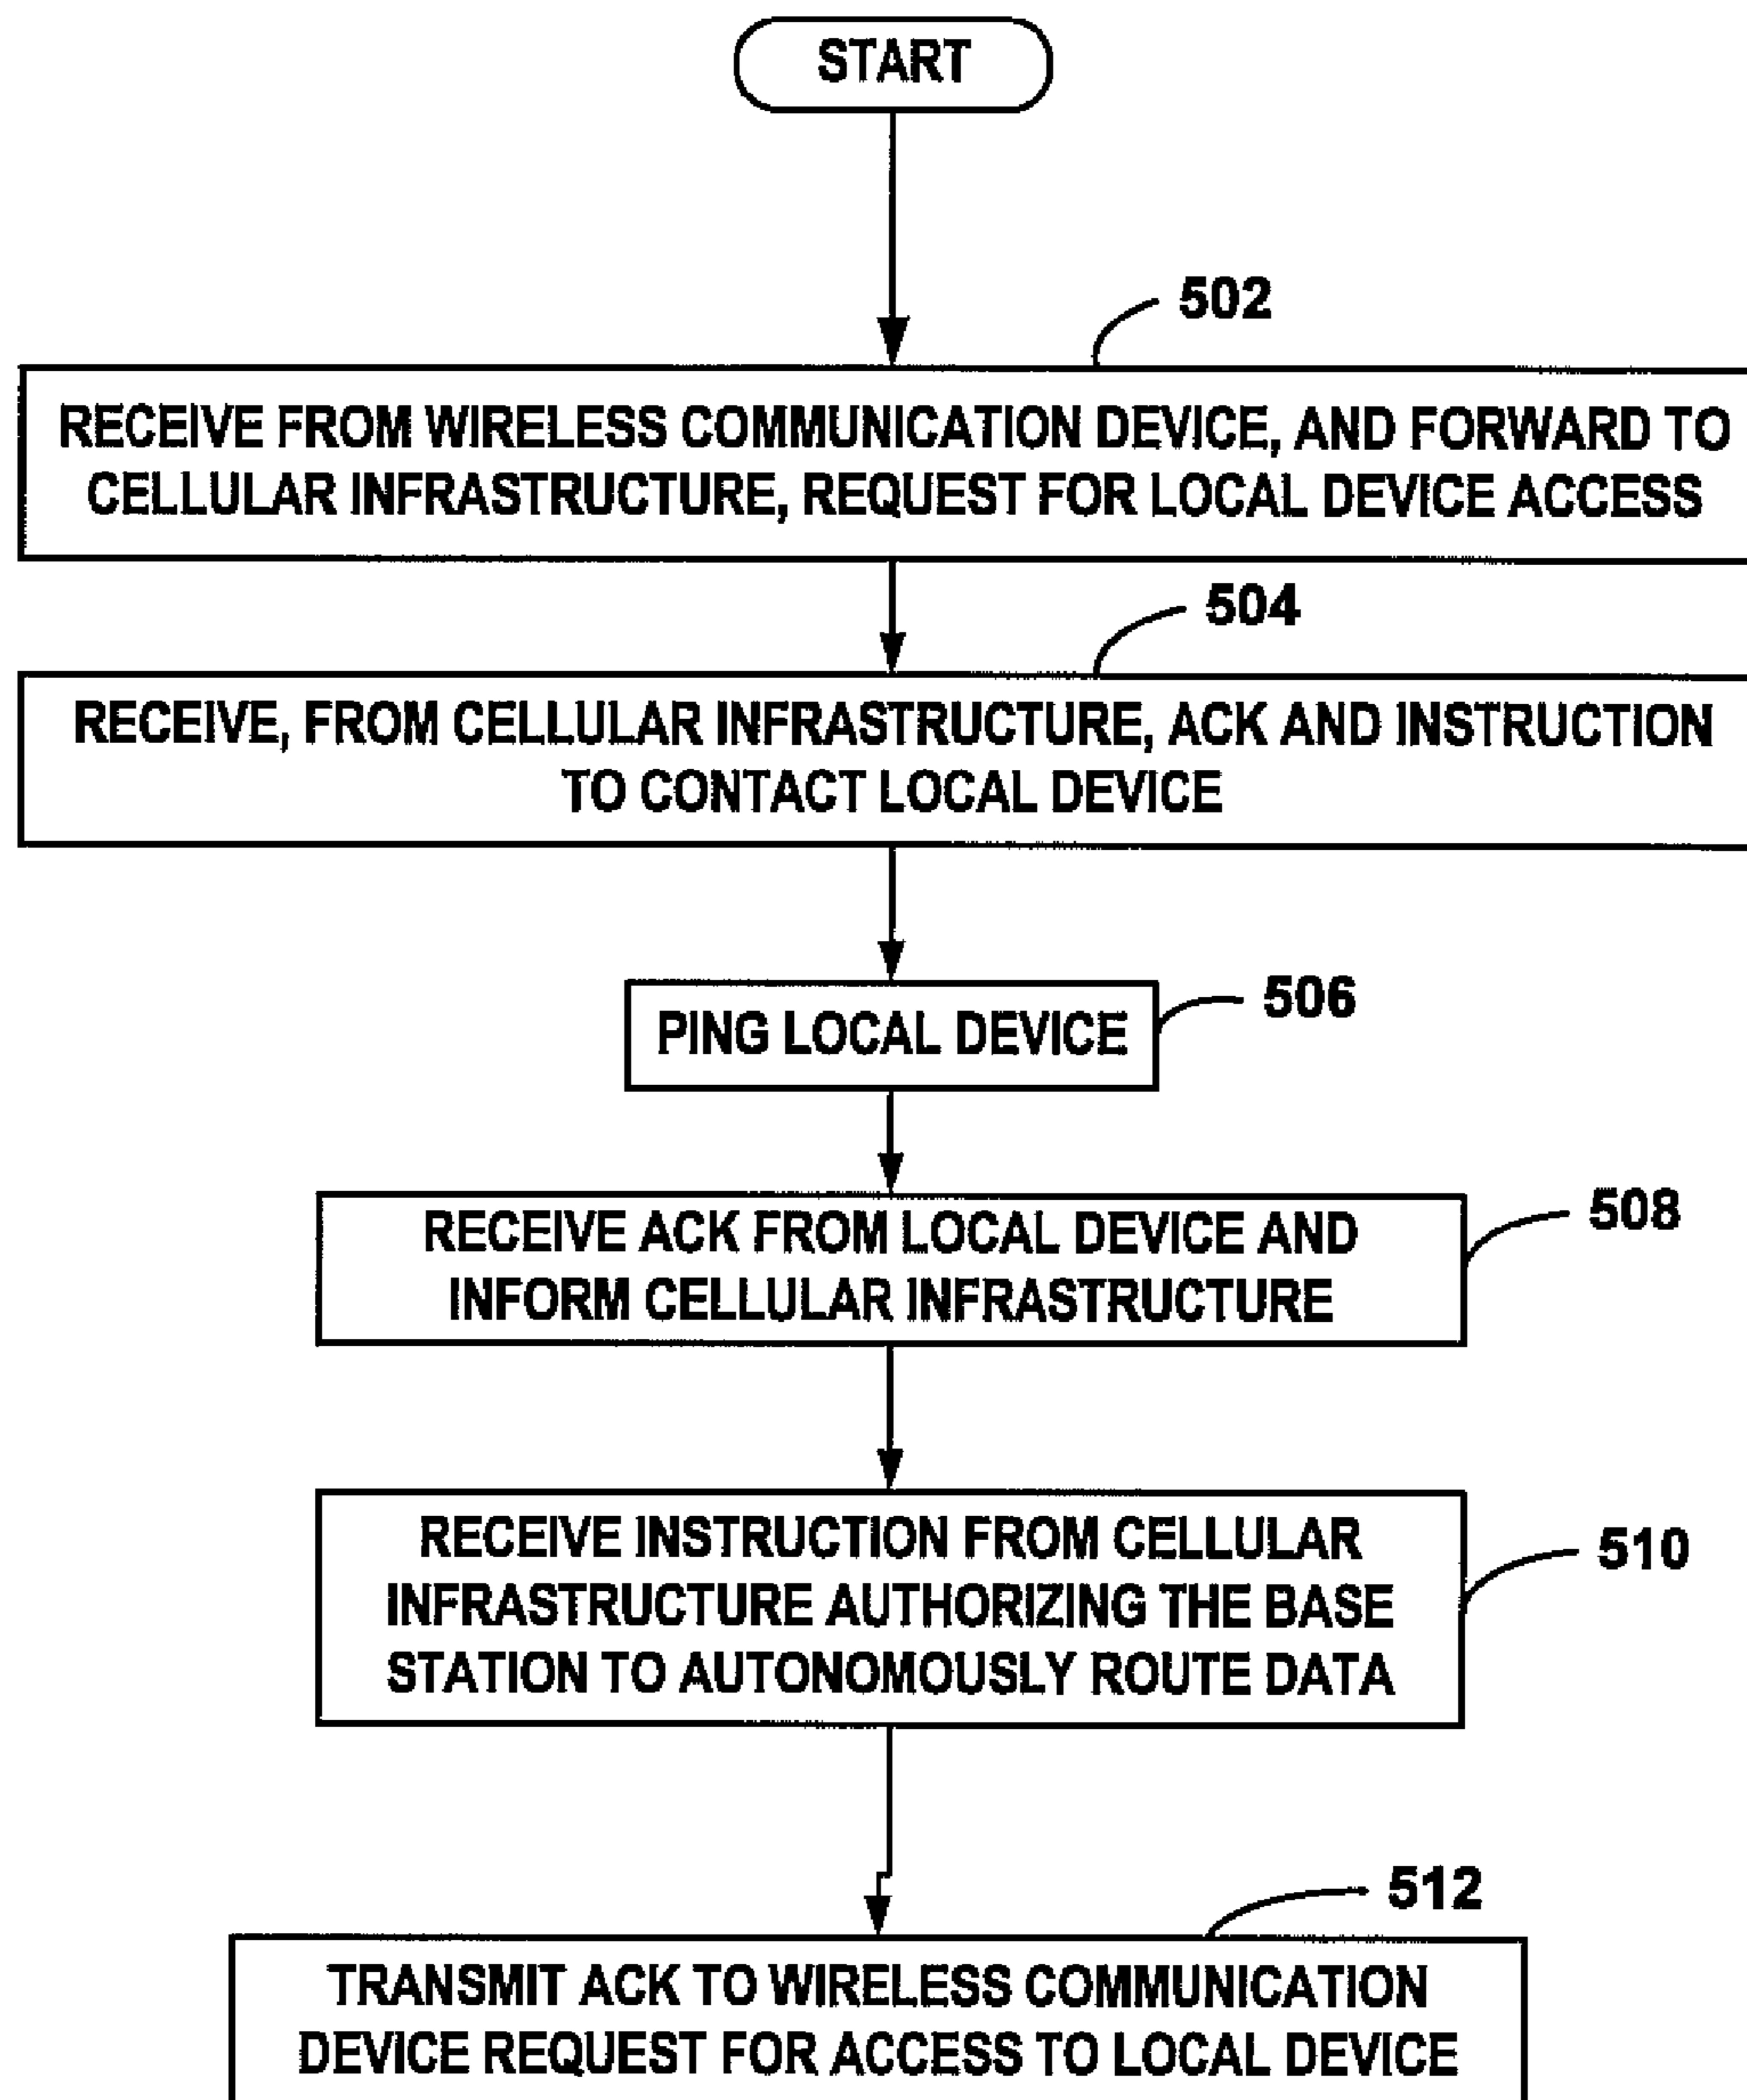 START
502
RECEIVE FROM WIRELESS COMMUNICATION DEVICE, AND FORWARD TO
CELLULAR INFRASTRUCTURE, REQUEST FOR LOCAL DEVICE ACCESS
504
RECEIVE, FROM CELLULAR INFRASTRUCTURE, ACK AND INSTRUCTION
TO CONTACT LOCAL DEVICE
PING LOCAL DEVICE
506
RECEIVE ACK FROM LOCAL DEVICE AND
INFORM CELLULAR INFRASTRUCTURE
508
RECEIVE INSTRUCTION FROM CELLULAR
INFRASTRUCTURE AUTHORIZING THE BASE
STATION TO AUTONOMOUSLY ROUTE DATA
510
512
TRANSMIT ACK TO WIRELESS COMMUNICATION
DEVICE REQUEST FOR ACCESS TO LOCAL DEVICE